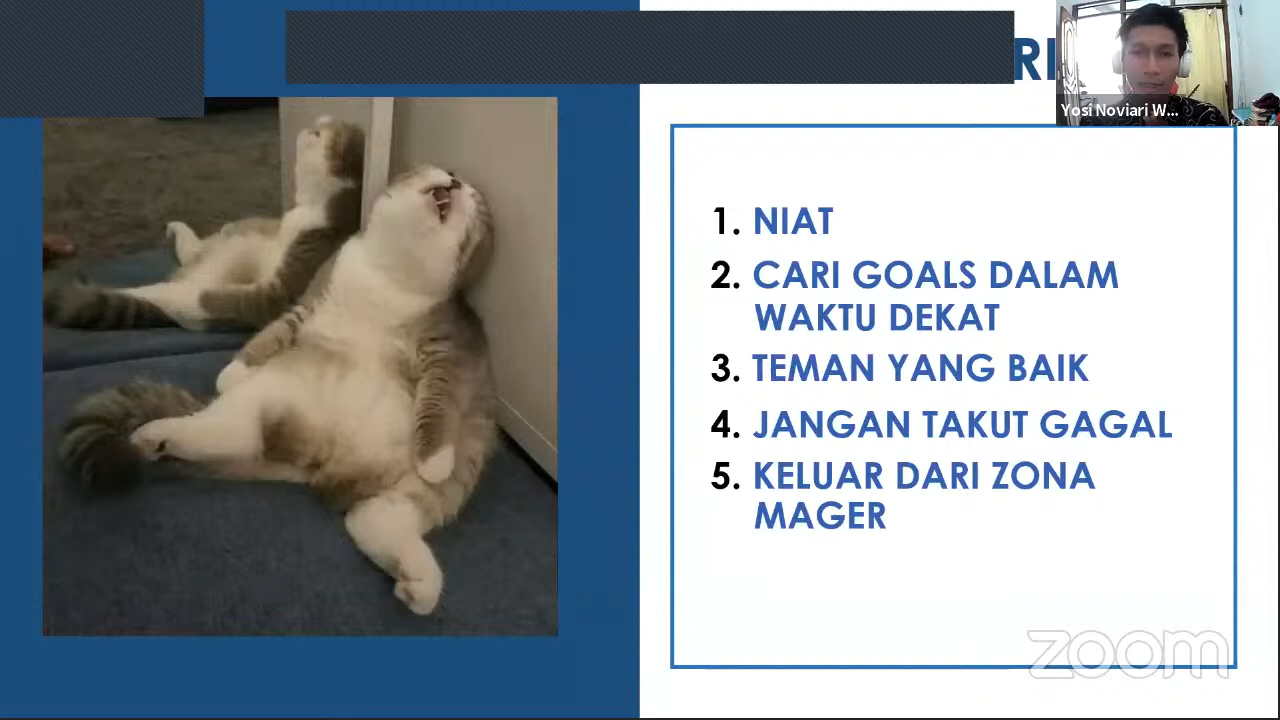 Yosi Noviari W...
1. NIAT
2. CARI GOALS DALAM
WAKTU DEKAT
3. TEMAN YANG BAIK
4. JANGAN TAKUT GAGAL
5. KELUAR DARI ZONA
MAGER
zoom